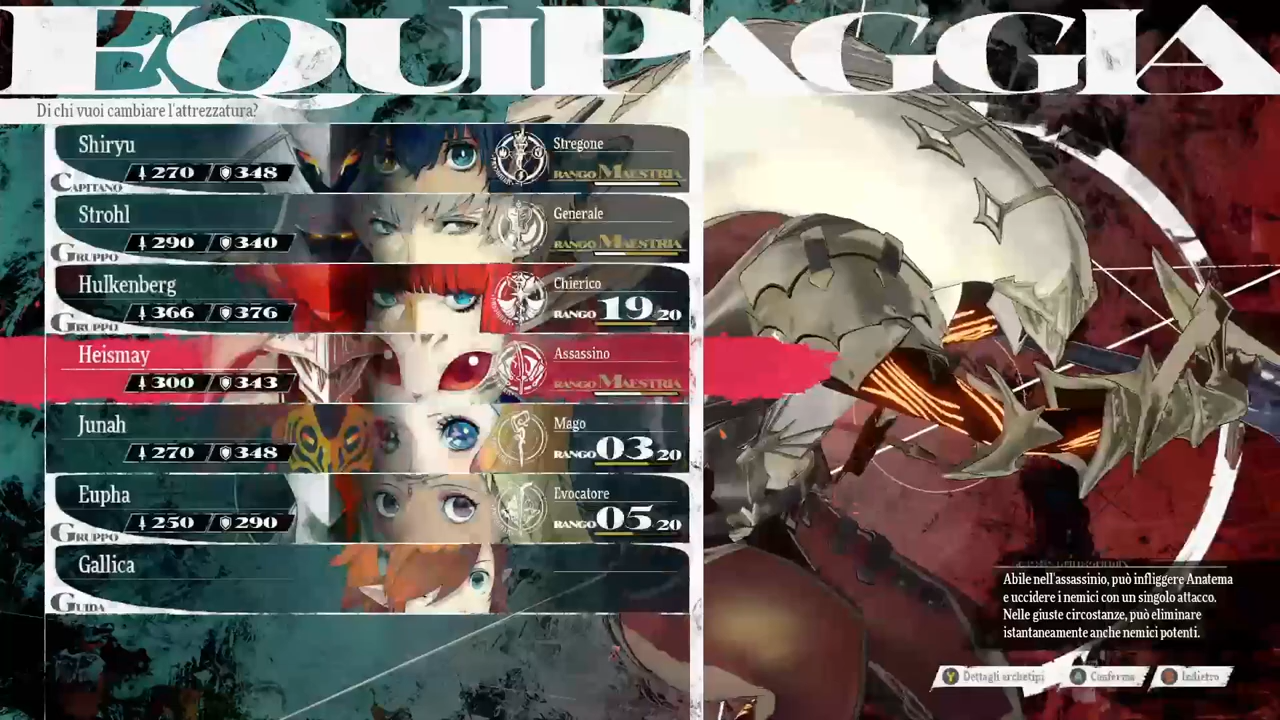 EQUIPAGGIA
Di chi vuoi cambiare l'attrezzatura?
Shiryu
270 348
CAPITANO
Stregone
RANGO MAESTRIA
Strohl
290 340
GRUPPO
Generale
RANGO MAESTRIA
Hulkenberg
366 376
GRUPPO
Chierico
RANGO 19 20
Heismay
300 343
Assassino
RANGO MAESTRIA
Junah
270 348
Mago
RANGO 03 20
Eupha
250 290
GRUPPO
Evocatore
RANGO 05 20
Gallica
GUIDA
Abile nell'assassinio, può infliggere Anatema
e uccidere i nemici con un singolo attacco.
Nelle giuste circostanze, può eliminare
istantaneamente anche nemici potenti.
Y Dettagli archetipi A Conferma B Indietro